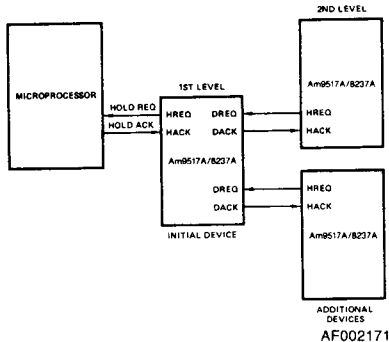 2ND LEVEL
Am9517A/8237A
HREQ
HACK
MICROPROCESSOR
HOLD REQ
HOLD ACK
1ST LEVEL
HREQ DREQ
HACK DACK
Am9517A/8237A
DREQ
DACK
INITIAL DEVICE
HREQ
HACK
Am9517A/8237A
ADDITIONAL
DEVICES
AF002171